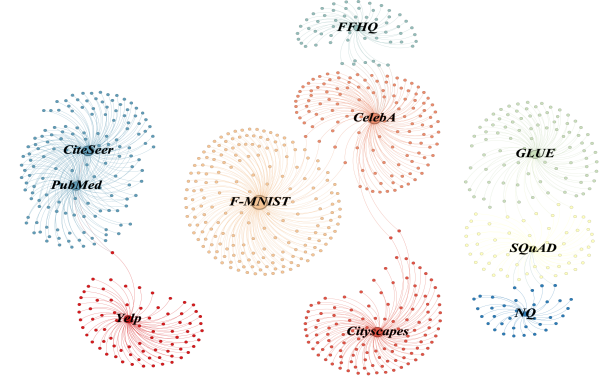 FFHQ
CelebA
CiteSeer
GLUE
PubMed
F-MNIST
SQuAD
NQ
Yelp
Cityscapes